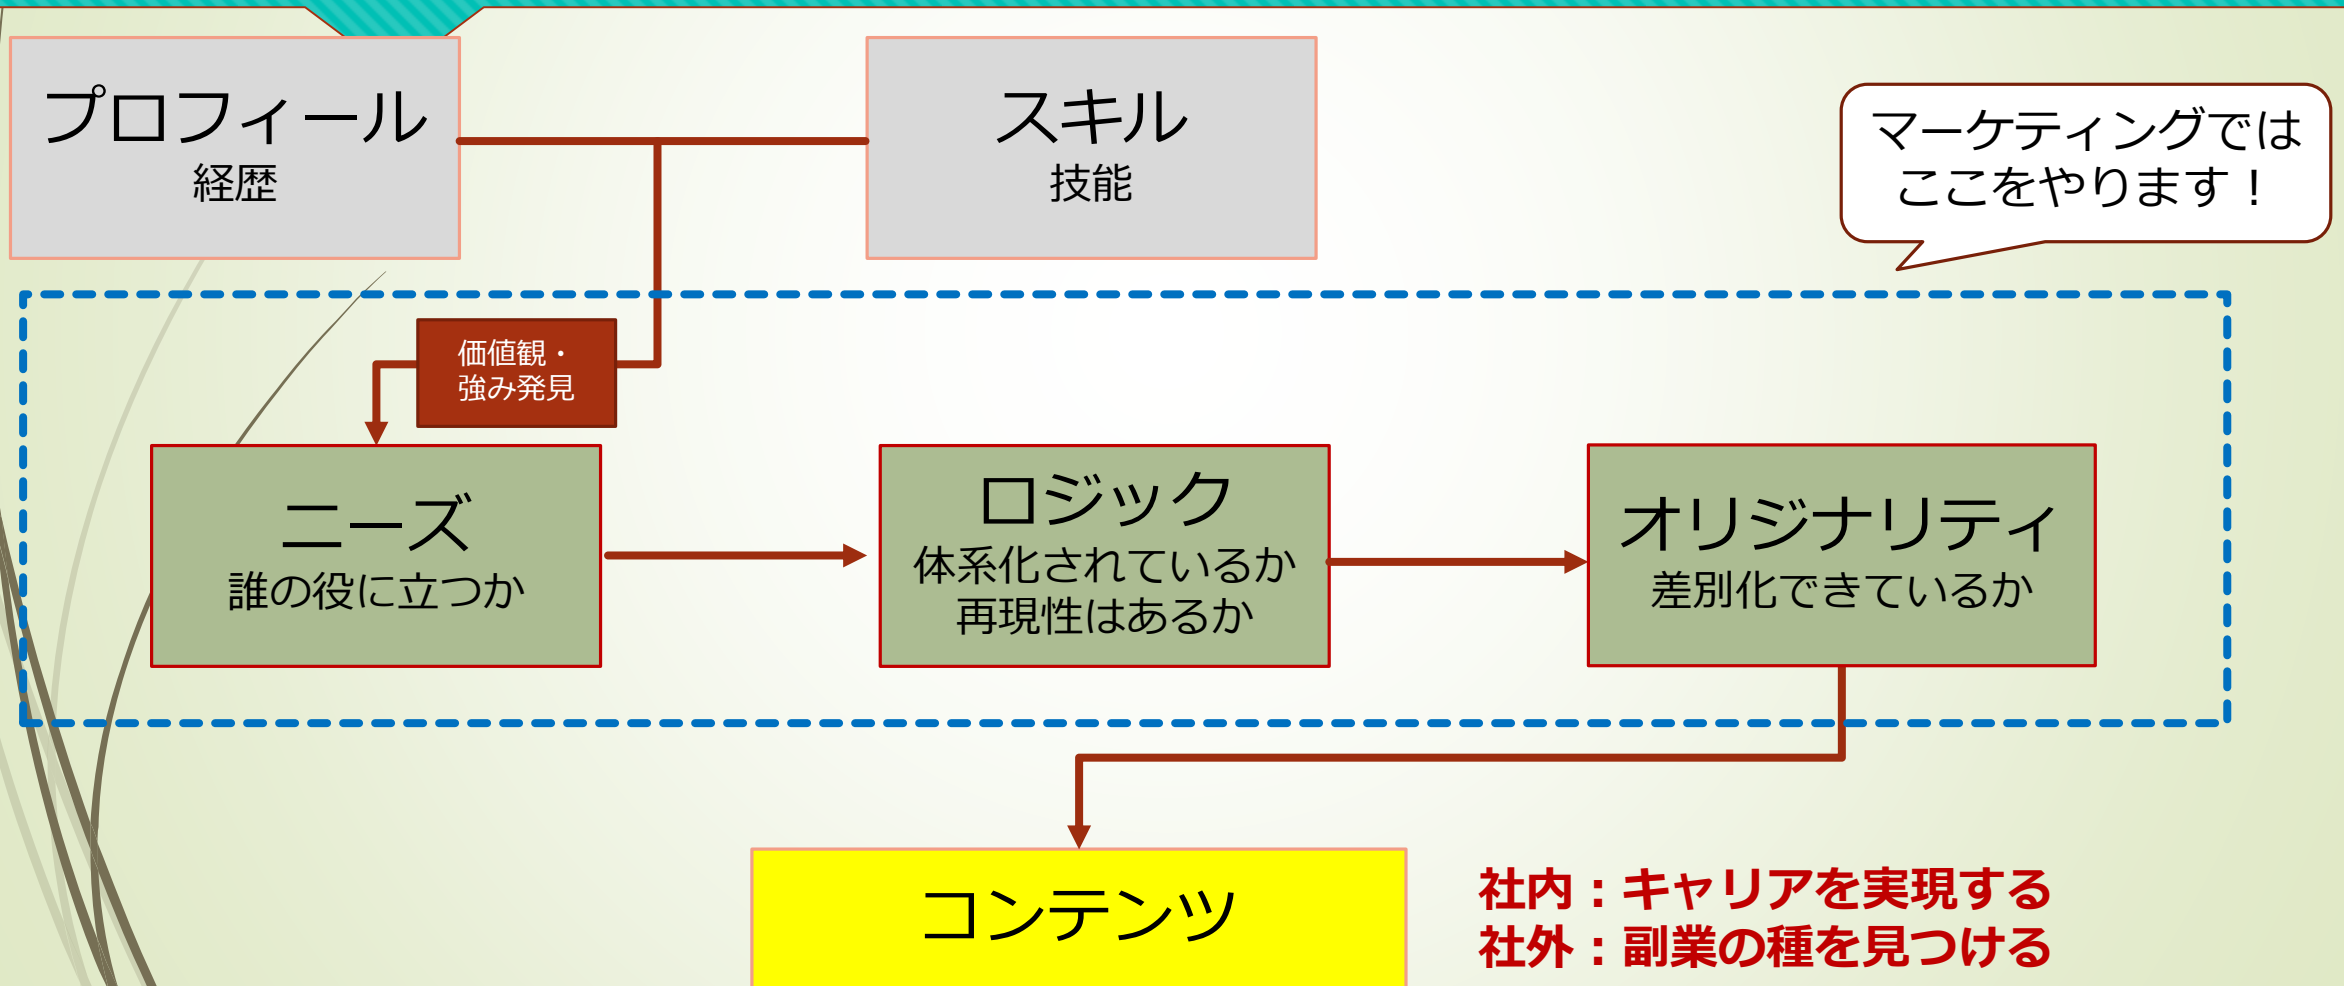 プロフィール
経歴
スキル
技能
マーケティングでは
ここをやります！
価値観・
強み発見
ニーズ
誰の役に立つか
ロジック
体系化されているか
再現性はあるか
オリジナリティ
差別化できているか
コンテンツ
社内：キャリアを実現する
社外：副業の種を見つける